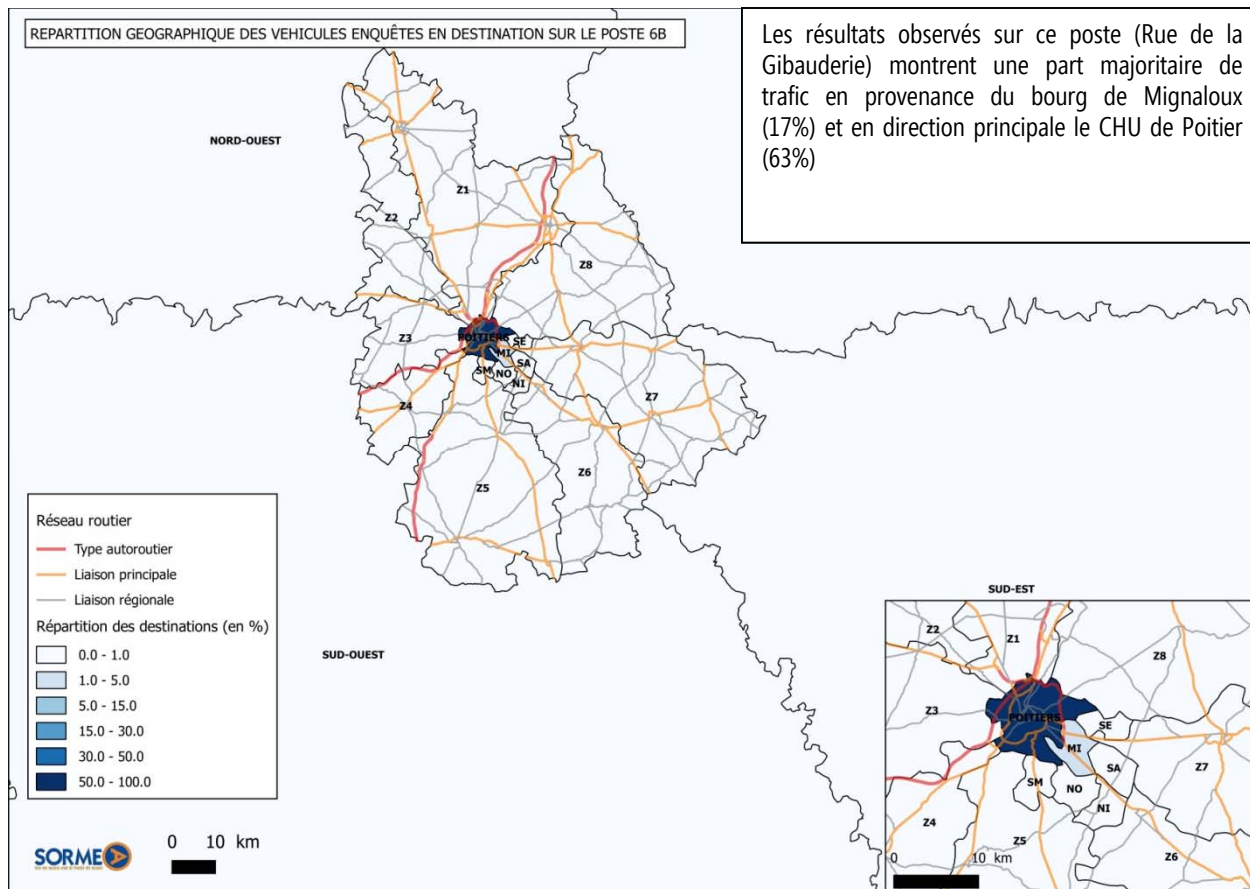 REPARTITION GEOGRAPHIQUE DES VEHICULES ENQUÊTES EN DESTINATION SUR LE POSTE 6B
Les résultats observés sur ce poste (Rue de la
Gibauderie) montrent une part majoritaire de
trafic en provenance du bourg de Mignaloux
(17%) et en direction principale le CHU de Poitier
(63%)
NORD-OUEST
Z1
Z2
Z8
Z3
POITIERS
SE
MI
SA
SM
NO
NI
Z4
Z7
Z5
Z6
Réseau routier
Type autoroutier
Liaison principale
Liaison régionale
Répartition des destinations (en %)
0.0 - 1.0
1.0 - 5.0
5.0 - 15.0
15.0 - 30.0
30.0 - 50.0
50.0 - 100.0
SUD-OUEST
SUD-EST
Z2
Z1
Z8
Z3
POITIERS
SE
MI
SA
Z7
SM
NO
NI
Z4
Z5
Z6
0 10 km
0 10 km
SORME